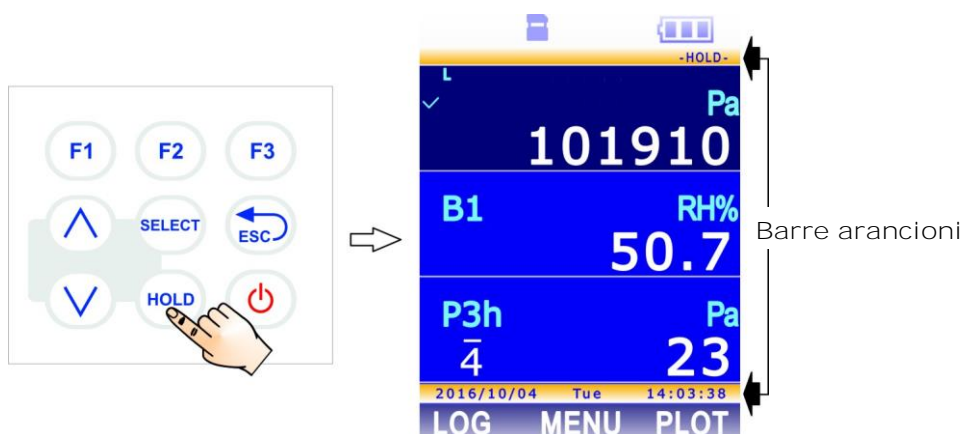 F1 F2 F3
SELECT ESC
HOLD
-HOLD-
L
Pa
101910
B1 RH%
50.7
P3h Pa
4 23
2016/10/04 Tue 14:03:38
LOG MENU PLOT
Barre arancioni